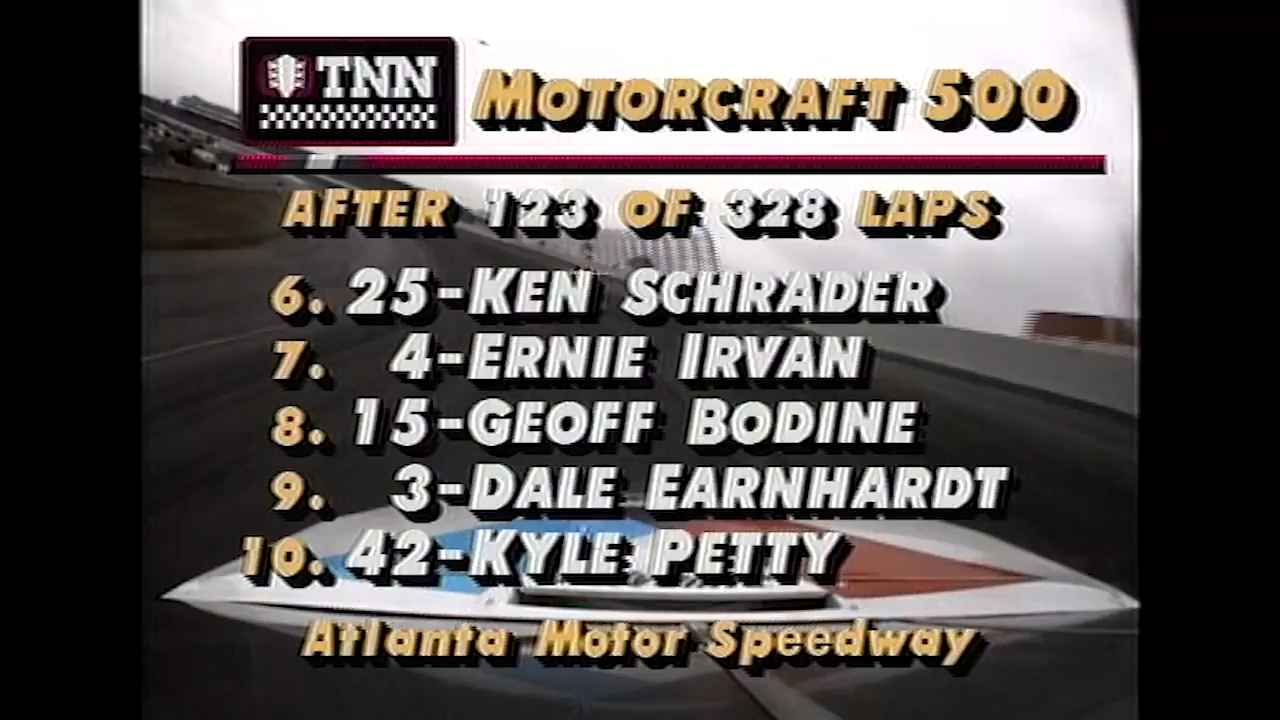 TNN
MOTORCRAFT 500
AFTER 123 OF 328 LAPS
6. 25-KEN SCHRADER
7. 4-ERNIE IRVAN
8. 15-GEOFF BODINE
9. 3-DALE EARNHARDT
10. 42-KYLE PETTY
Atlanta Motor Speedway